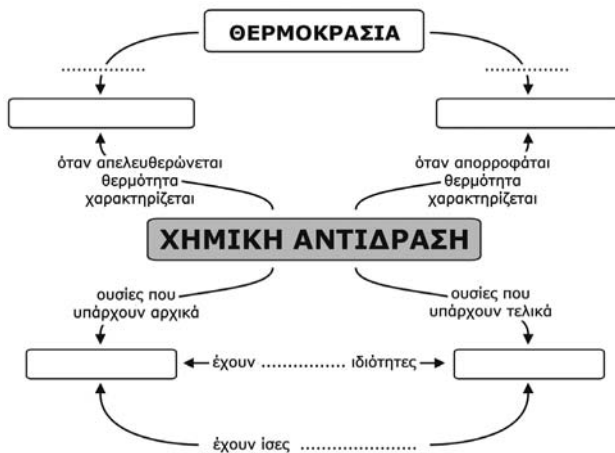 ΘΕΡΜΟΚΡΑΣΙΑ
................
................
όταν απελευθερώνεται
θερμότητα
χαρακτηρίζεται
όταν απορροφάται
θερμότητα
χαρακτηρίζεται
ΧΗΜΙΚΗ ΑΝΤΙΔΡΑΣΗ
ουσίες που
υπάρχουν αρχικά
ουσίες που
υπάρχουν τελικά
έχουν ................ ιδιότητες
έχουν ίσες .......................